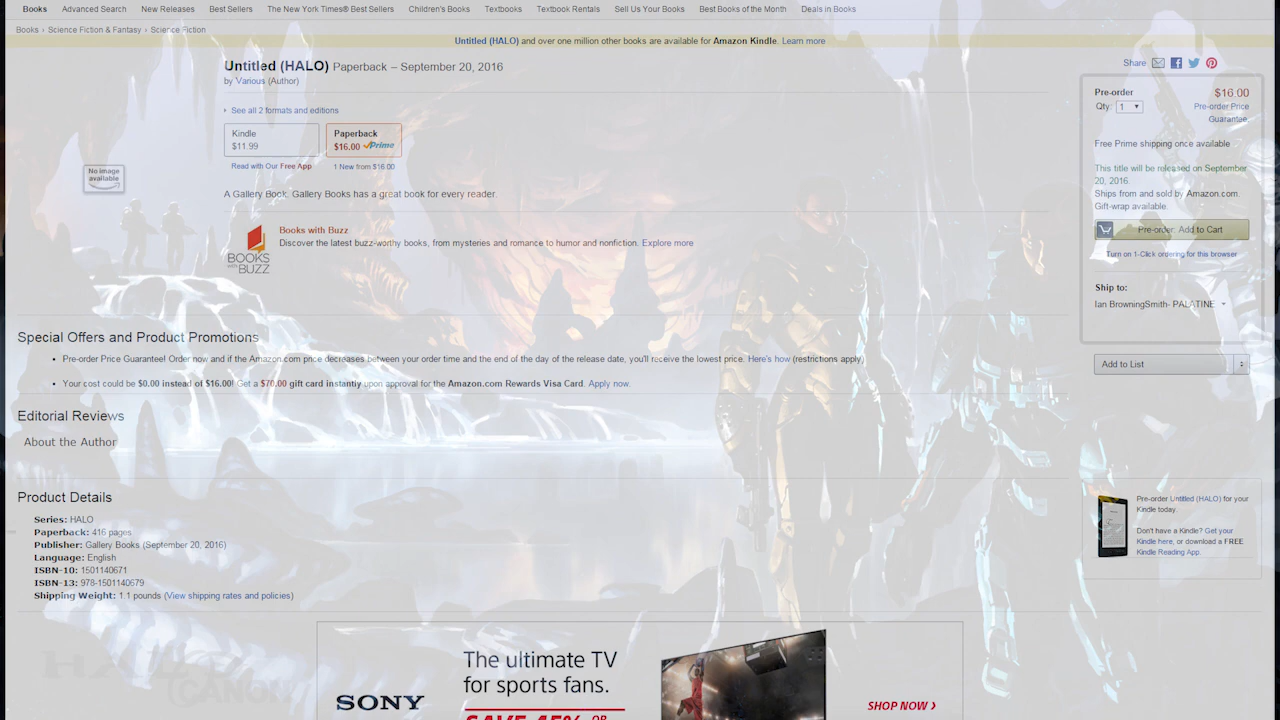 Books Advanced Search New Releases Best Sellers The New York Times® Best Sellers Children's Books Textbooks Textbook Rentals Sell Us Your Books Best Books of the Month Deals in Books
Books › Science Fiction & Fantasy › Science Fiction
Untitled (HALO) and over one million other books are available for Amazon Kindle. Learn more
Untitled (HALO) Paperback – September 20, 2016
by Various (Author)
See all 2 formats and editions
Kindle
$11.99
Paperback
$16.00 Prime
Read with Our Free App
1 New from $16.00
No image
available
A Gallery Book. Gallery Books has a great book for every reader.
BOOKS
with
BUZZ
Books with Buzz
Discover the latest buzz-worthy books, from mysteries and romance to humor and nonfiction. Explore more
Share
Pre-order $16.00
Qty: 1
Pre-order Price
Guarantee.
Free Prime shipping once available
This title will be released on September
20, 2016.
Ships from and sold by Amazon.com.
Gift-wrap available.
Pre-order: Add to Cart
Turn on 1-Click ordering for this browser
Ship to:
Ian BrowningSmith- PALATINE
Add to List
Special Offers and Product Promotions
• Pre-order Price Guarantee! Order now and if the Amazon.com price decreases between your order time and the end of the day of the release date, you'll receive the lowest price. Here's how (restrictions apply)
• Your cost could be $0.00 instead of $16.00! Get a $70.00 gift card instantly upon approval for the Amazon.com Rewards Visa Card. Apply now.
Editorial Reviews
About the Author
Product Details
Series: HALO
Paperback: 416 pages
Publisher: Gallery Books (September 20, 2016)
Language: English
ISBN-10: 1501140671
ISBN-13: 978-1501140679
Shipping Weight: 1.1 pounds (View shipping rates and policies)
Pre-order Untitled (HALO) for your
Kindle today.
Don't have a Kindle? Get your
Kindle here, or download a FREE
Kindle Reading App.
HALO
CANON
SONY
The ultimate TV
for sports fans.
SAVE 45% OR
SHOP NOW ›